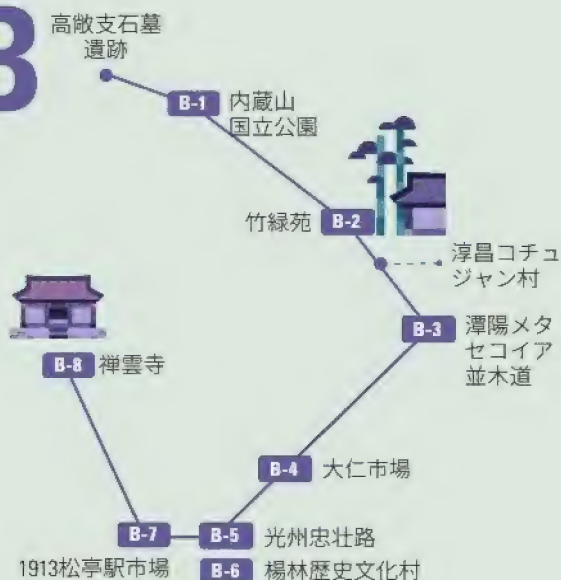 B
高敞支石墓
遺跡
B-1 内蔵山
国立公園
竹緑苑 B-2
淳昌コチュ
ジャン村
B-3 潭陽メタ
セコイア
並木道
B-8 禅雲寺
B-4 大仁市場
B-7 B-5 光州忠壮路
1913松亭駅市場 B-6 楊林歴史文化村